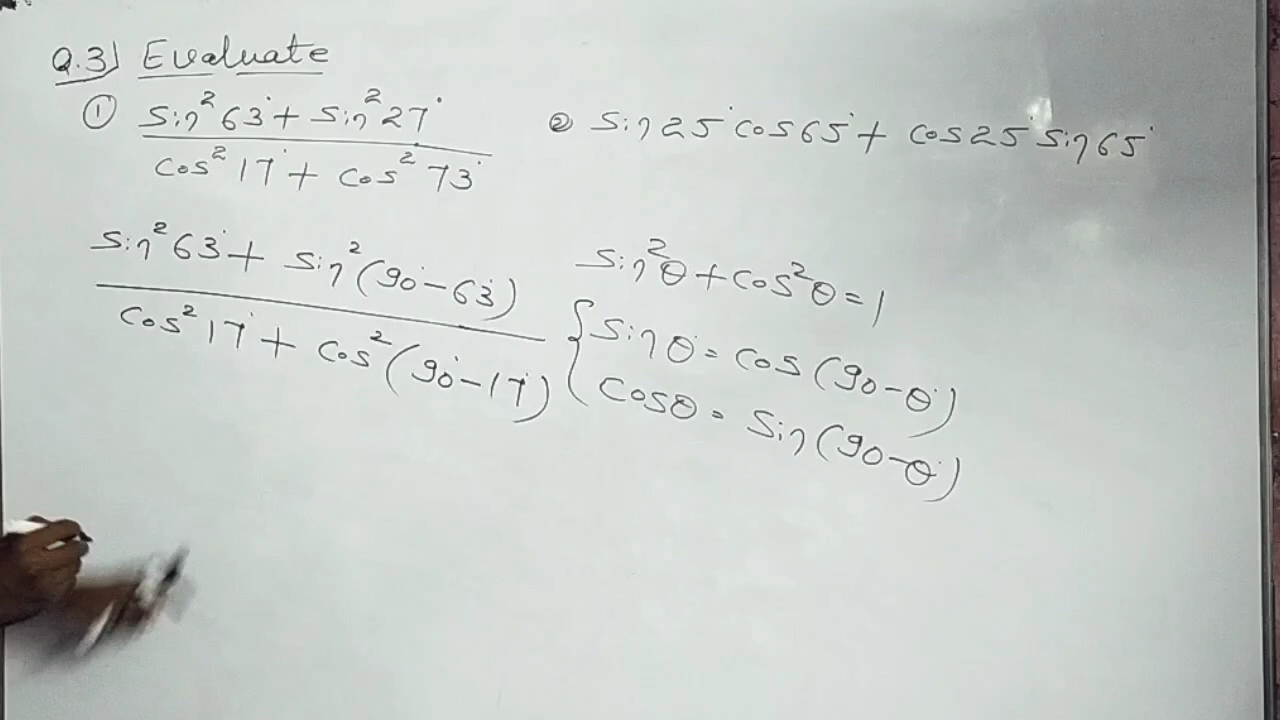 Q.3) Evaluate
① sin²63° + sin²27°
cos²17° + cos²73°
② sin25° cos65° + cos25° sin65°
sin²63° + sin²(90°-63°)
cos²17° + cos²(90°-17°)
sin²θ + cos²θ = 1
{ sinθ = cos(90-θ)
cosθ = sin(90-θ)